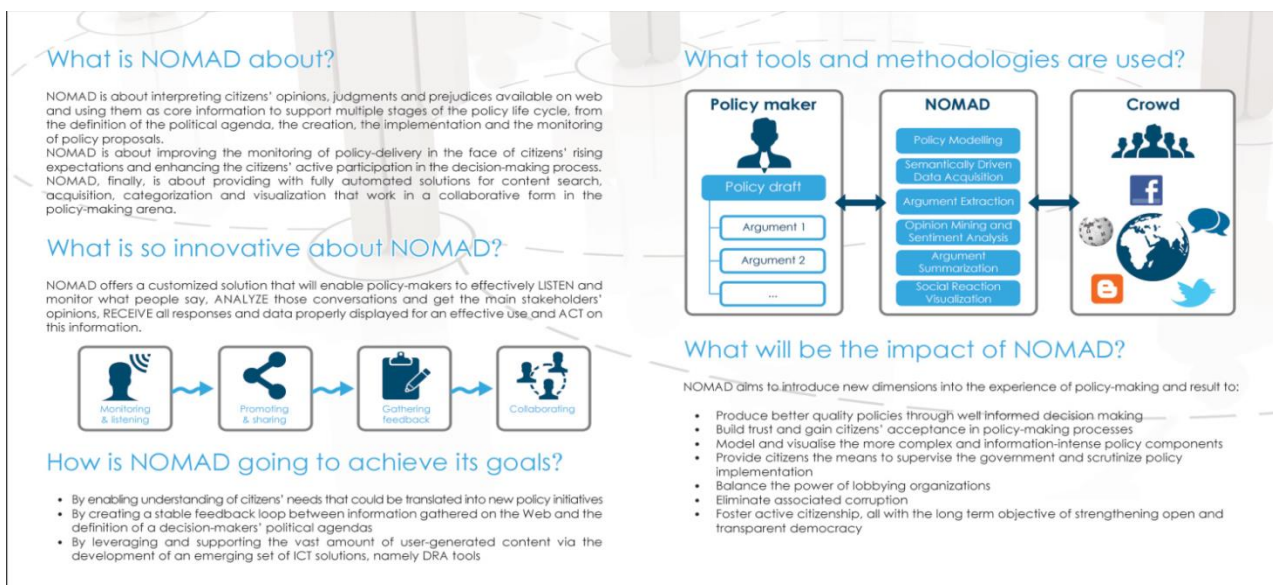 What is NOMAD about?
NOMAD is about interpreting citizens' opinions, judgments and prejudices available on web
and using them as core information to support multiple stages of the policy life cycle, from
the definition of the political agenda, the creation, the implementation and the monitoring
of policy proposals.
NOMAD is about improving the monitoring of policy-delivery in the face of citizens' rising
expectations and enhancing the citizens' active participation in the decision-making process.
NOMAD, finally, is about providing with fully automated solutions for content search,
acquisition, categorization and visualization that work in a collaborative form in the
policy-making arena.
What is so innovative about NOMAD?
NOMAD offers a customized solution that will enable policy-makers to effectively LISTEN and
monitor what people say, ANALYZE those conversations and get the main stakeholders'
opinions, RECEIVE all responses and data properly displayed for an effective use and ACT on
this information.
Monitoring
& listening
Promoting
& sharing
Gathering
feedback
Collaborating
How is NOMAD going to achieve its goals?
• By enabling understanding of citizens' needs that could be translated into new policy initiatives
• By creating a stable feedback loop between information gathered on the Web and the
definition of a decision-makers' political agendas
• By leveraging and supporting the vast amount of user-generated content via the
development of an emerging set of ICT solutions, namely DRA tools
What tools and methodologies are used?
Policy maker
Policy draft
Argument 1
Argument 2
...
NOMAD
Policy Modelling
Semantically Driven
Data Acquisition
Argument Extraction
Opinion Mining and
Sentiment Analysis
Argument
Summarization
Social Reaction
Visualization
Crowd
What will be the impact of NOMAD?
NOMAD aims to introduce new dimensions into the experience of policy-making and result to:
• Produce better quality policies through well informed decision making
• Build trust and gain citizens' acceptance in policy-making processes
• Model and visualise the more complex and information-intense policy components
• Provide citizens the means to supervise the government and scrutinize policy
implementation
• Balance the power of lobbying organizations
• Eliminate associated corruption
• Foster active citizenship, all with the long term objective of strengthening open and
transparent democracy